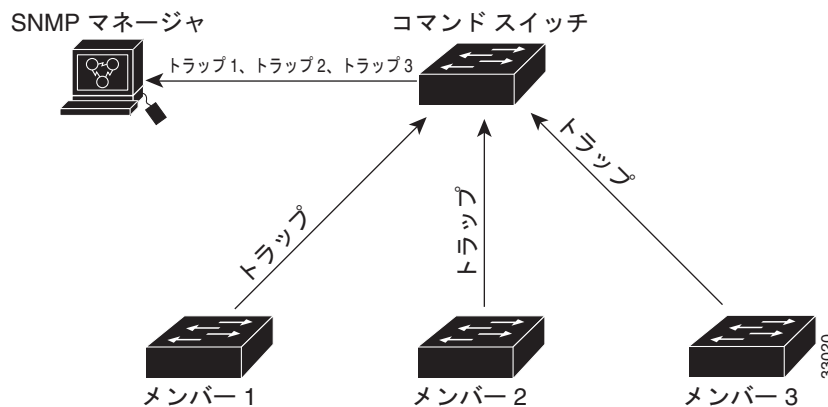 SNMP マネージャ
コマンド スイッチ
トラップ 1、トラップ 2、トラップ 3
トラップ
トラップ
トラップ
メンバー 1
メンバー 2
メンバー 3
33020